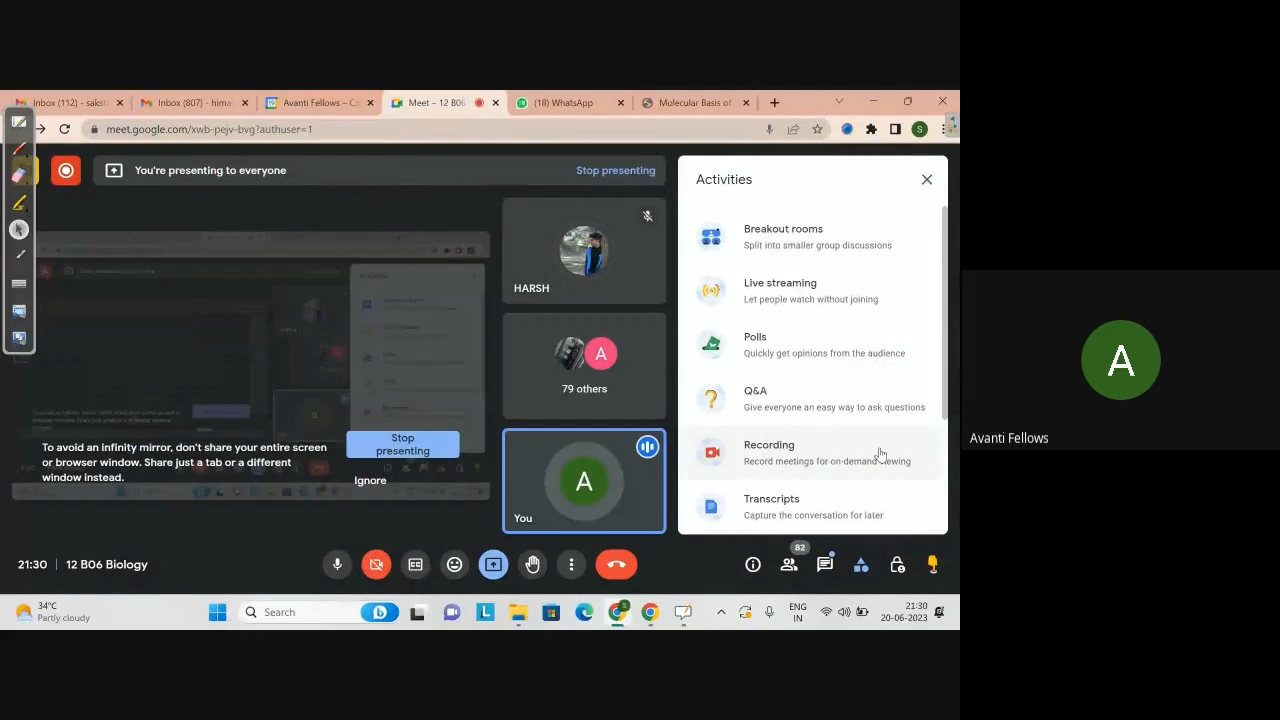 Inbox (112) - saksh
Inbox (807) - hima
Avanti Fellows – Ca
Meet – 12 B06
(18) WhatsApp
Molecular Basis of
meet.google.com/xwb-pejv-bvg?authuser=1
S
You're presenting to everyone
Stop presenting
To avoid an infinity mirror, don't share your entire screen
or browser window. Share just a tab or a different
window instead.
Stop
presenting
Ignore
HARSH
A
79 others
A
You
Activities
Breakout rooms
Split into smaller group discussions
Live streaming
Let people watch without joining
Polls
Quickly get opinions from the audience
Q&A
Give everyone an easy way to ask questions
Recording
Record meetings for on-demand viewing
Transcripts
Capture the conversation for later
21:30 | 12 B06 Biology
82
34°C
Partly cloudy
Search
ENG
IN
21:30
20-06-2023
A
Avanti Fellows